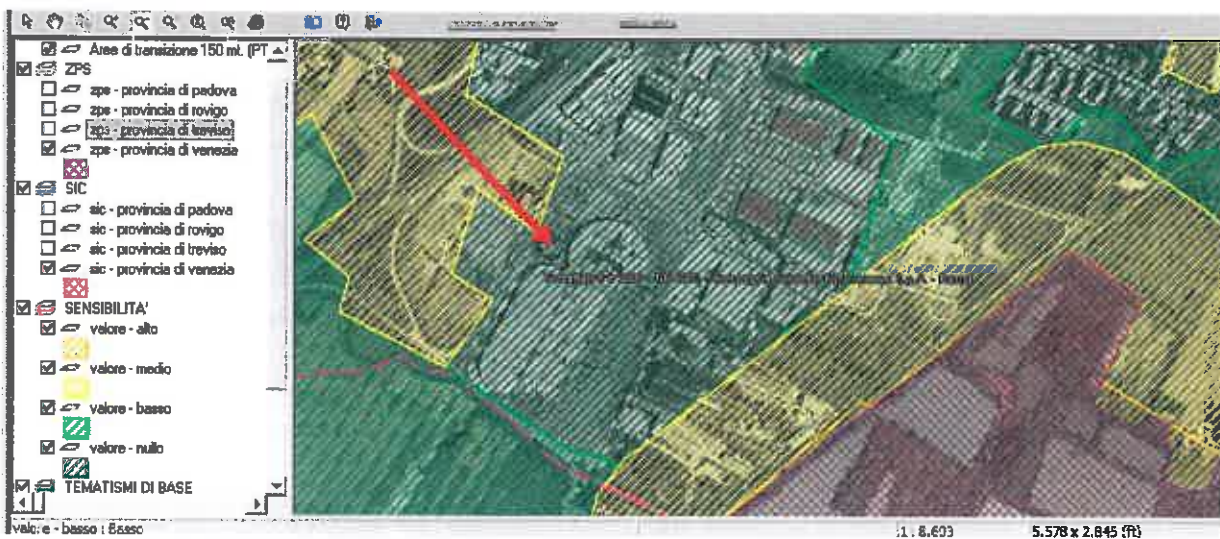 Aree di transizione 150 mt. (PT
ZPS
zps - provincia di padova
zps - provincia di rovigo
zps - provincia di treviso
zps - provincia di venezia
SIC
sic - provincia di padova
sic - provincia di rovigo
sic - provincia di treviso
sic - provincia di venezia
SENSIBILITA'
valore - alto
valore - medio
valore - basso
valore - nullo
TEMATISMI DI BASE
valore - basso : Basso
1: 8.603
5.578 x 2.845 (ft)